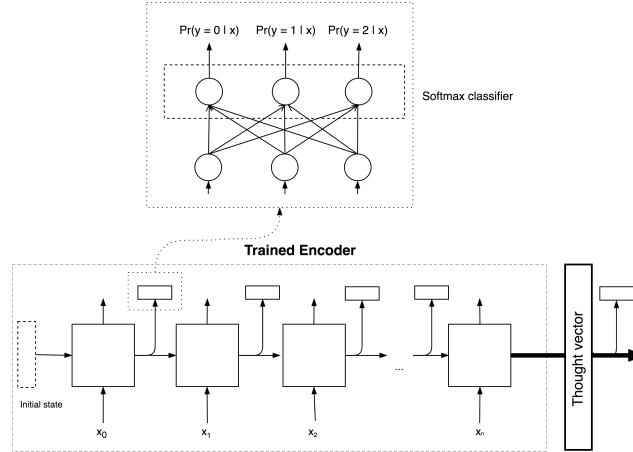 Pr(y = 0 | x) Pr(y = 1 | x) Pr(y = 2 | x)
Softmax classifier
Trained Encoder
Thought vector
...
Initial state
x0 x1 x2 xn